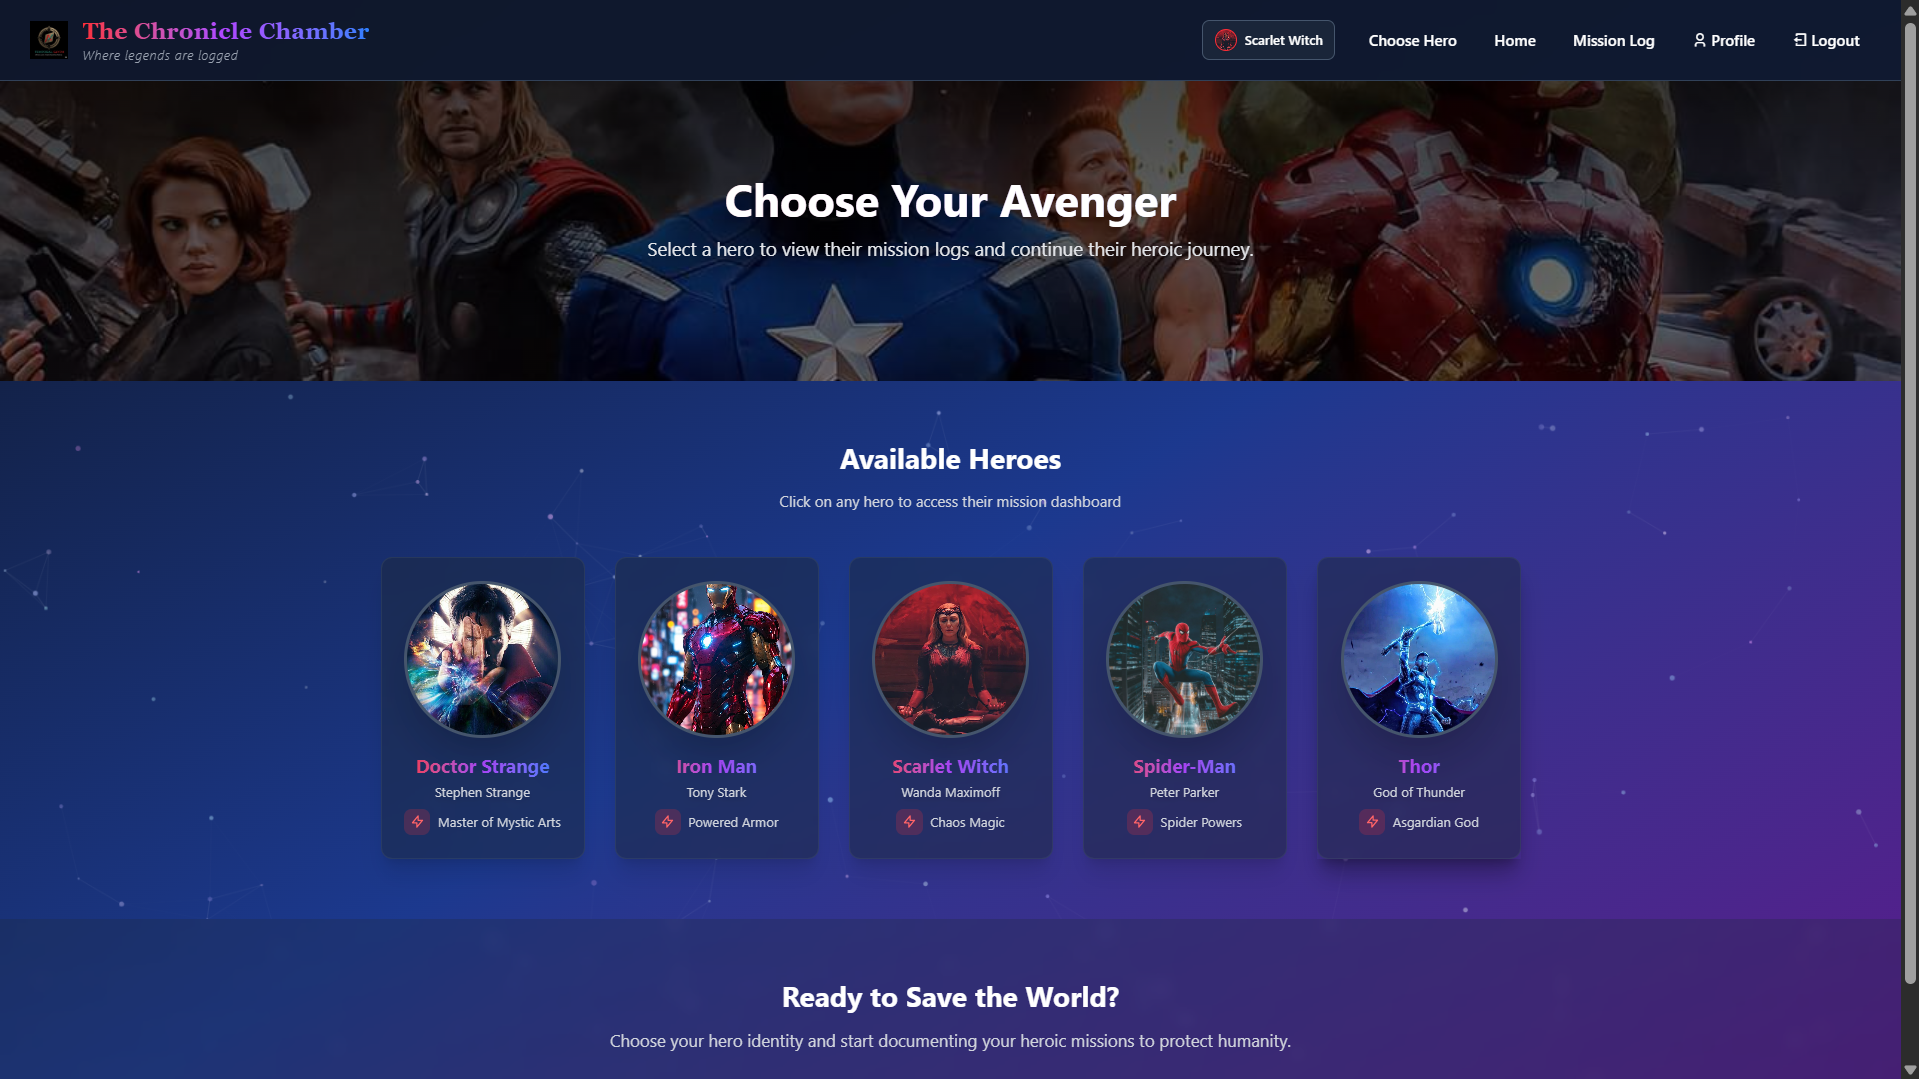 The Chronicle Chamber
Where legends are logged
Scarlet Witch
Choose Hero
Home
Mission Log
Profile
Logout
Choose Your Avenger
Select a hero to view their mission logs and continue their heroic journey.
Available Heroes
Click on any hero to access their mission dashboard
Doctor Strange
Stephen Strange
Master of Mystic Arts
Iron Man
Tony Stark
Powered Armor
Scarlet Witch
Wanda Maximoff
Chaos Magic
Spider-Man
Peter Parker
Spider Powers
Thor
God of Thunder
Asgardian God
Ready to Save the World?
Choose your hero identity and start documenting your heroic missions to protect humanity.